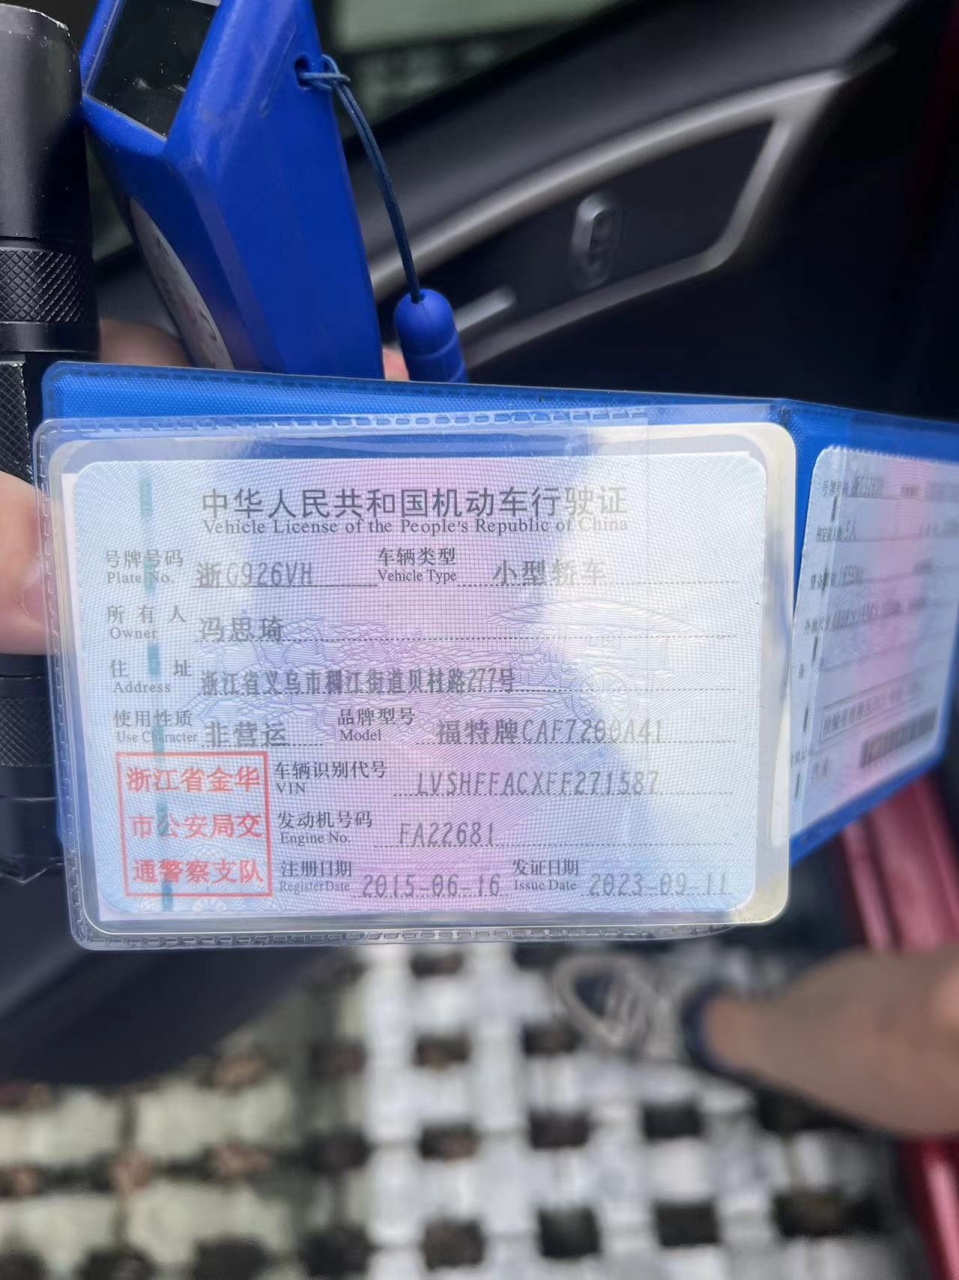 中华人民共和国机动车行驶证
Vehicle License of the People's Republic of China
号牌号码 浙G926VH 车辆类型 小型轿车
Plate No. Vehicle Type
所有人 冯思琦
Owner
住址 浙江省义乌市稠江街道贝村路277号
Address
使用性质 非营运 品牌型号 福特牌CAF7200A41
Use Character Model
浙江省金华
市公安局交
通警察支队
车辆识别代号 LVSHFFACXFF271587
VIN
发动机号码 FA22681
Engine No.
注册日期 2015-06-16 发证日期 2023-09-11
Register Date Issue Date
5人